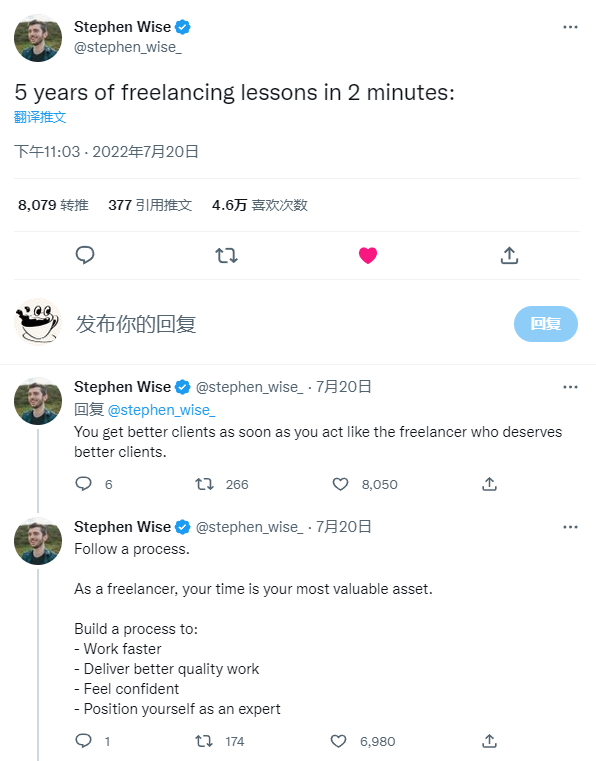 Stephen Wise
@stephen_wise_
5 years of freelancing lessons in 2 minutes:
翻译推文
下午11:03 · 2022年7月20日
8,079 转推 377 引用推文 4.6万 喜欢次数
发布你的回复 回复
Stephen Wise @stephen_wise_ · 7月20日
回复 @stephen_wise_
You get better clients as soon as you act like the freelancer who deserves
better clients.
6 266 8,050
Stephen Wise @stephen_wise_ · 7月20日
Follow a process.
As a freelancer, your time is your most valuable asset.
Build a process to:
- Work faster
- Deliver better quality work
- Feel confident
- Position yourself as an expert
1 174 6,980